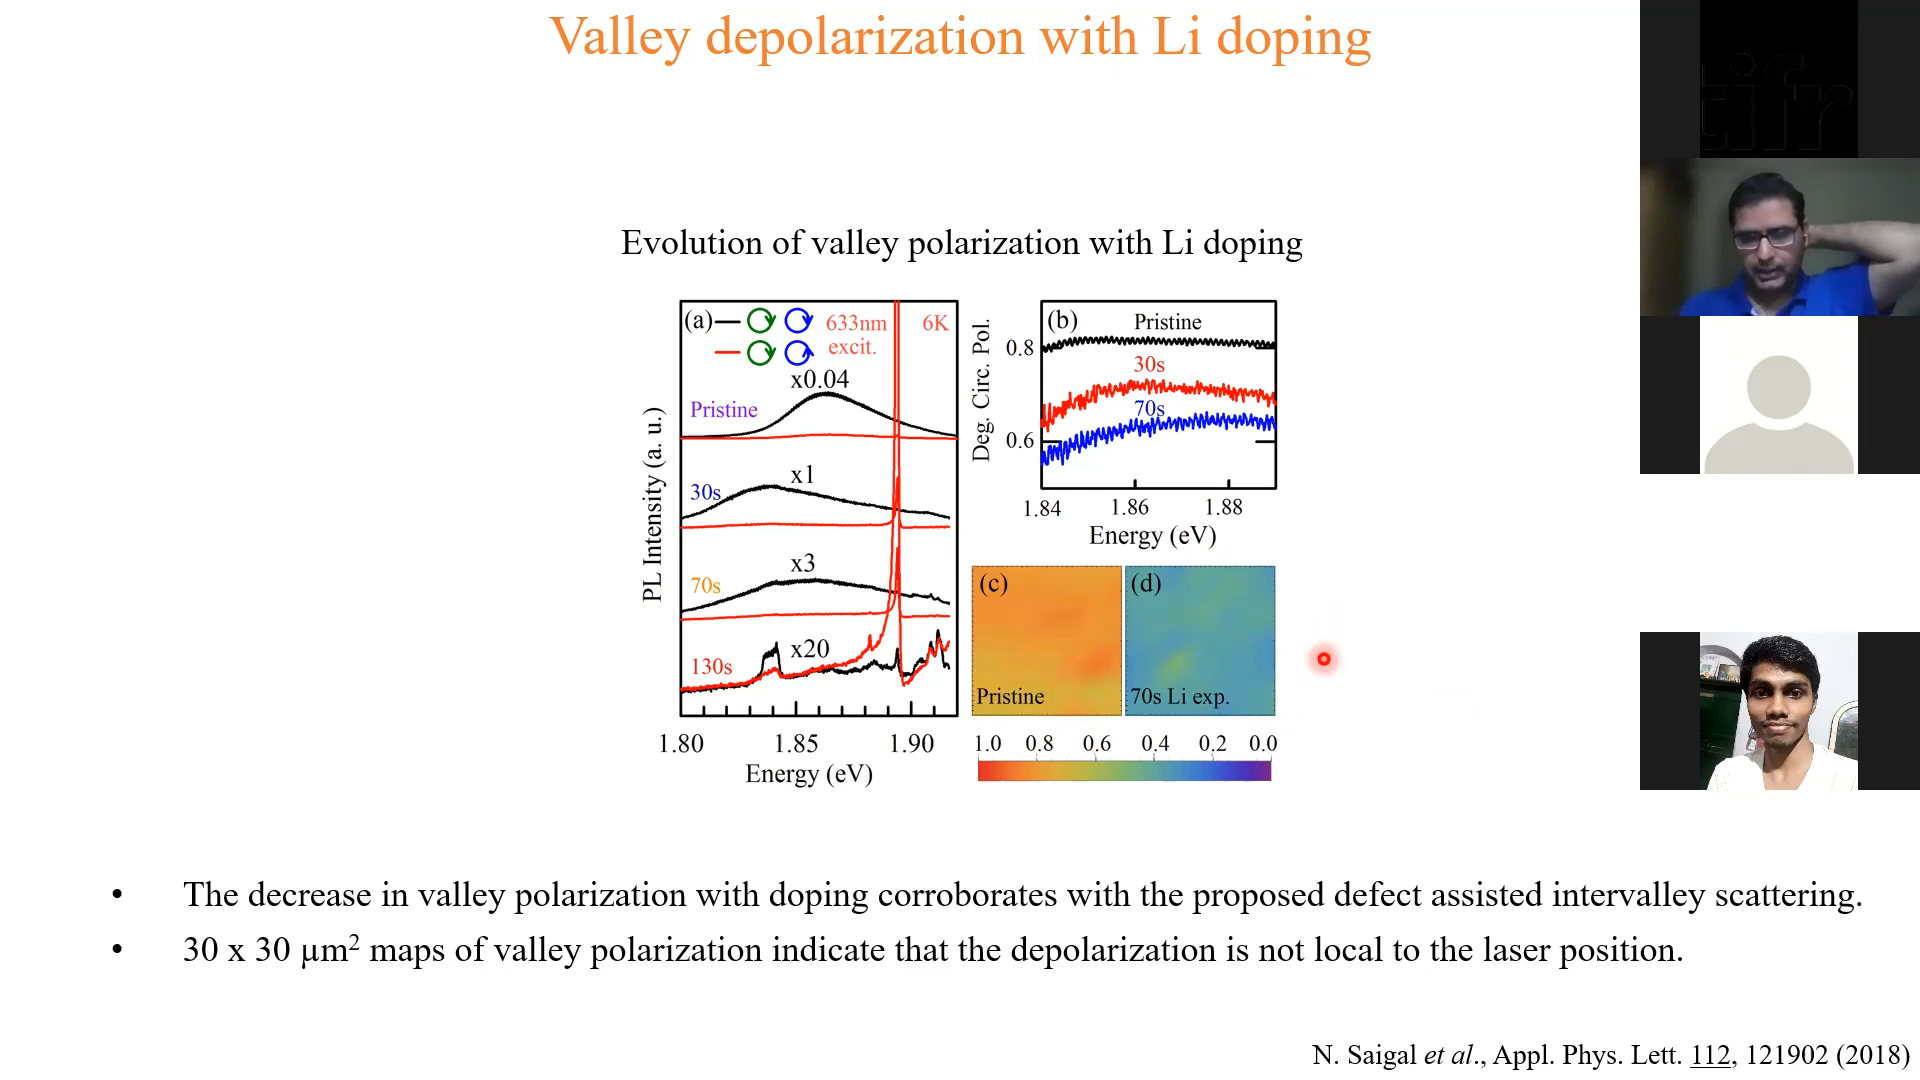 Valley depolarization with Li doping
tifr
Evolution of valley polarization with Li doping
(a)
633nm 6K
excit.
x0.04
Pristine
x1
30s
x3
70s
x20
130s
PL Intensity (a. u.)
1.80 1.85 1.90
Energy (eV)
(b) Pristine
0.8
30s
70s
0.6
Deg. Circ. Pol.
1.84 1.86 1.88
Energy (eV)
(c) (d)
Pristine 70s Li exp.
1.0 0.8 0.6 0.4 0.2 0.0
• The decrease in valley polarization with doping corroborates with the proposed defect assisted intervalley scattering.
• 30 x 30 µm² maps of valley polarization indicate that the depolarization is not local to the laser position.
N. Saigal et al., Appl. Phys. Lett. 112, 121902 (2018)